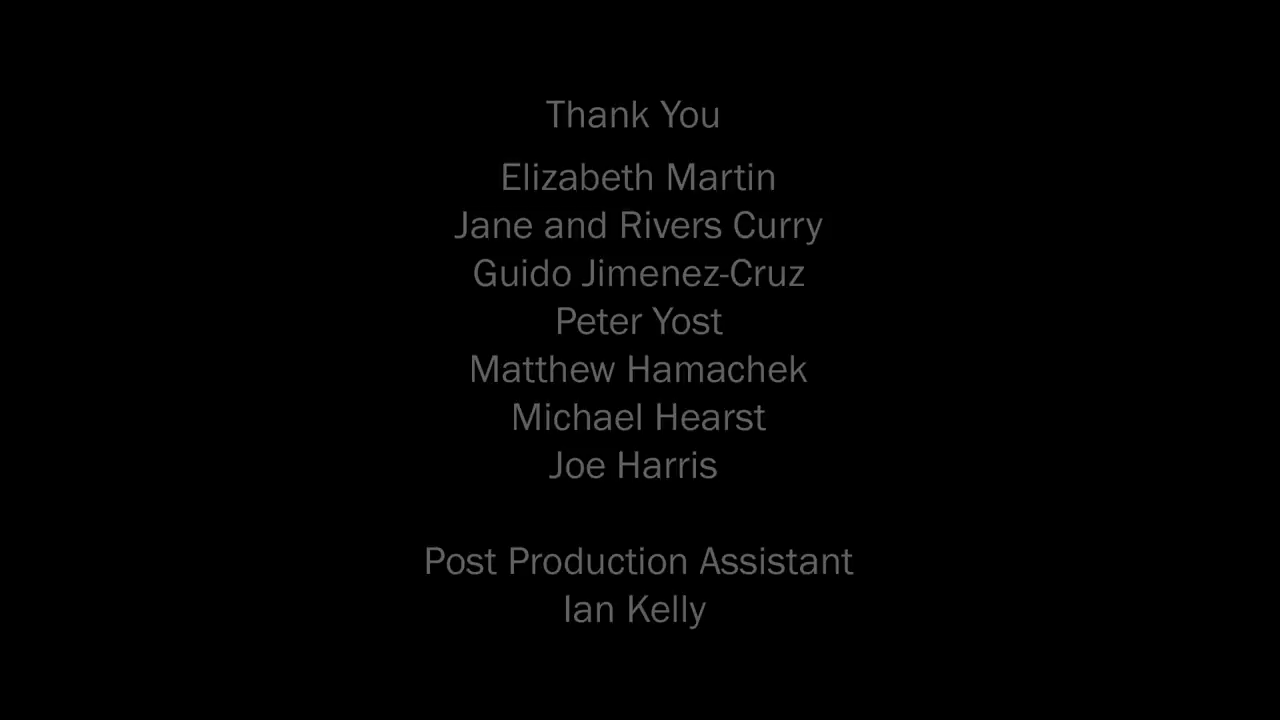 Thank You
Elizabeth Martin
Jane and Rivers Curry
Guido Jimenez-Cruz
Peter Yost
Matthew Hamachek
Michael Hearst
Joe Harris
Post Production Assistant
Ian Kelly